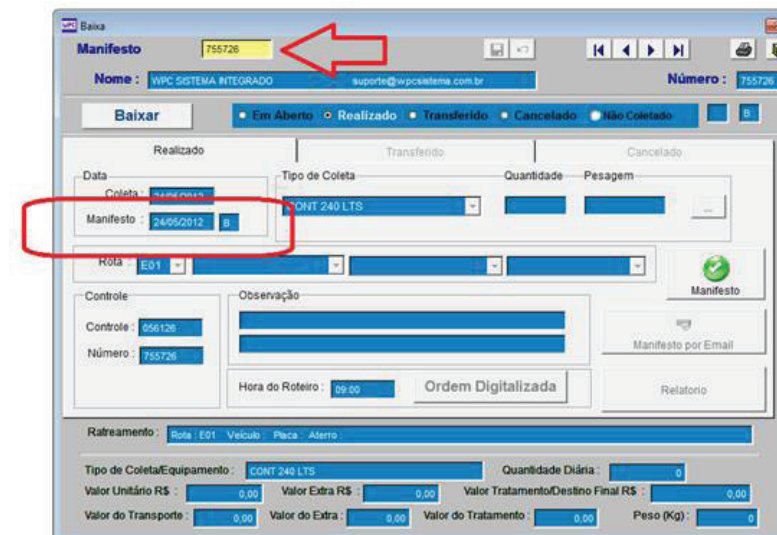 Baixa
Manifesto 755726
Nome : WPC SISTEMA INTEGRADO suporte@wpcsistema.com.br Número : 755726
Baixar Em Aberto Realizado Transferido Cancelado Não Coletado B
Realizado Transferido Cancelado
Data Tipo de Coleta Quantidade Pesagem
Coleta : 24/05/2012
CONT 240 LTS ...
Manifesto : 24/05/2012 B
Rota : E01
Manifesto
Controle Observação
Controle : 056126
Número : 755726
Manifesto por Email
Hora do Roteiro : 09:00 Ordem Digitalizada Relatorio
Ratreamento : Rota : E01 Veículo : Placa : Aterro :
Tipo de Coleta/Equipamento : CONT 240 LTS Quantidade Diária : 0
Valor Unitário R$ : 0,00 Valor Extra R$ : 0,00 Valor Tratamento/Destino Final R$ : 0,00
Valor do Transporte : 0,00 Valor do Extra : 0,00 Valor do Tratamento : 0,00 Peso (Kg) : 0